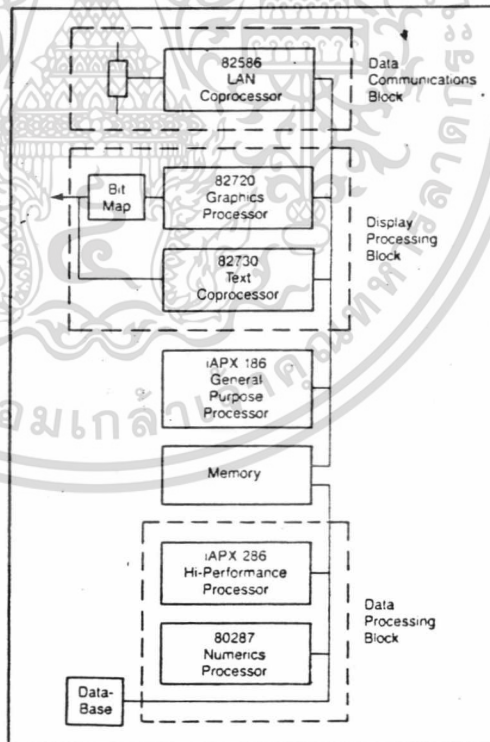 82586
LAN
Coprocessor
Data
Communications
Block
Bit
Map
82720
Graphics
Processor
82730
Text
Coprocessor
Display
Processing
Block
iAPX 186
General
Purpose
Processor
Memory
iAPX 286
Hi-Performance
Processor
80287
Numerics
Processor
Data
Processing
Block
Data-
Base